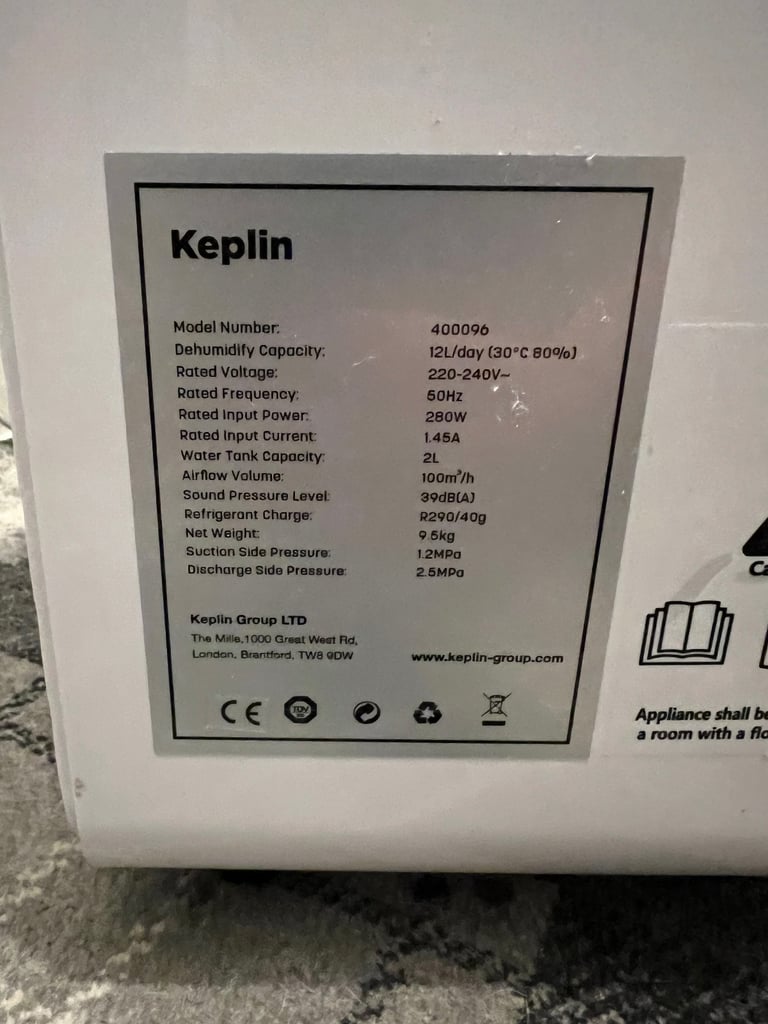 Keplin
Model Number: 400096
Dehumidify Capacity: 12L/day (30°C 80%)
Rated Voltage: 220-240V~
Rated Frequency: 50Hz
Rated Input Power: 280W
Rated Input Current: 1.45A
Water Tank Capacity: 2L
Airflow Volume: 100m³/h
Sound Pressure Level: 39dB(A)
Refrigerant Charge: R290/40g
Net Weight: 9.5kg
Suction Side Pressure: 1.2MPa
Discharge Side Pressure: 2.5MPa
Keplin Group LTD
The Mille,1000 Great West Rd,
London, Brantford, TW8 9DW www.keplin-group.com
CE TÜV
Ca
Appliance shall be
a room with a flo